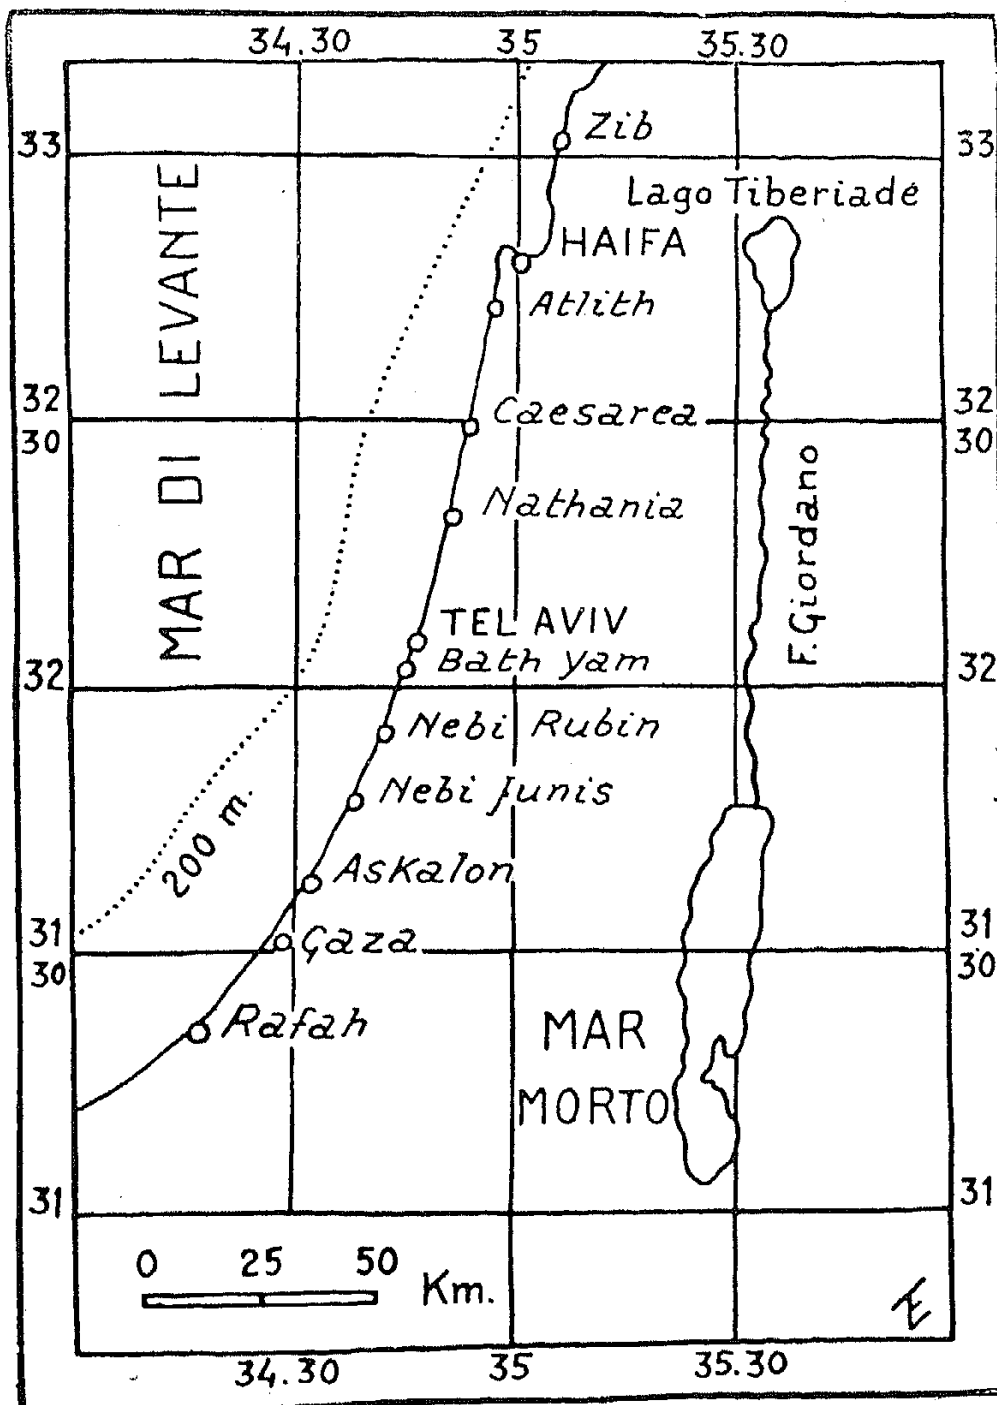 34.30 35 35.30
33 33
Zib
Lago Tiberiade
HAIFA
Atlith
MAR DI LEVANTE
32 30
32 30
Caesarea
Nathania
F. Giordano
TEL AVIV
Bath Yam
32 32
Nebi Rubin
Nebi Junis
200 m.
Askalon
31 30
31 30
Gaza
Rafah
MAR
MORTO
31 31
0 25 50
Km.
34.30 35 35.30